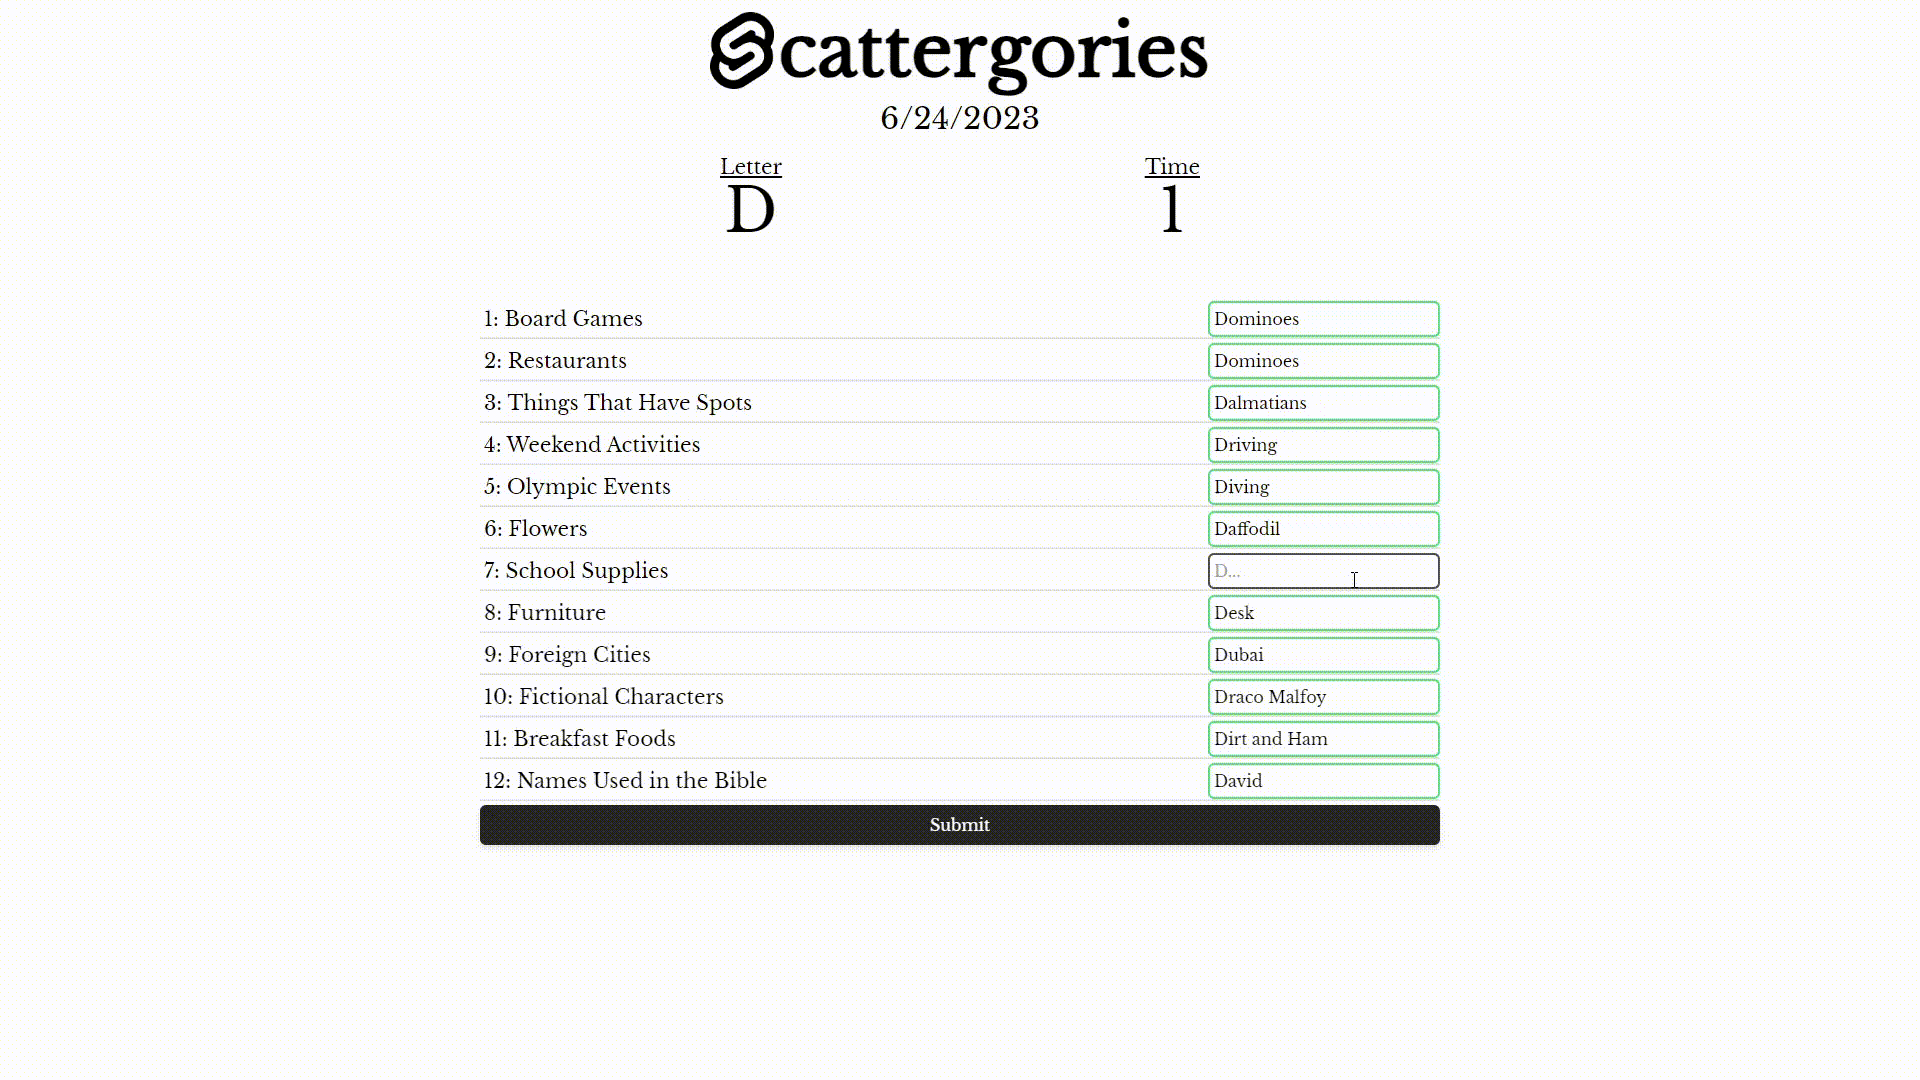 Scattergories
6/24/2023
Letter
D
Time
1
1: Board Games
Dominoes
2: Restaurants
Dominoes
3: Things That Have Spots
Dalmatians
4: Weekend Activities
Driving
5: Olympic Events
Diving
6: Flowers
Daffodil
7: School Supplies
D...
8: Furniture
Desk
9: Foreign Cities
Dubai
10: Fictional Characters
Draco Malfoy
11: Breakfast Foods
Dirt and Ham
12: Names Used in the Bible
David
Submit